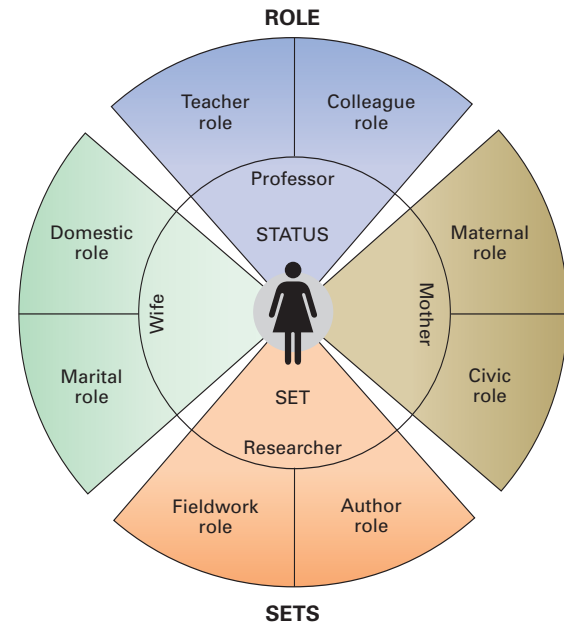 ROLE
Teacher
role
Colleague
role
Professor
STATUS
Domestic
role
Maternal
role
Wife
Mother
Marital
role
Civic
role
SET
Researcher
Fieldwork
role
Author
role
SETS